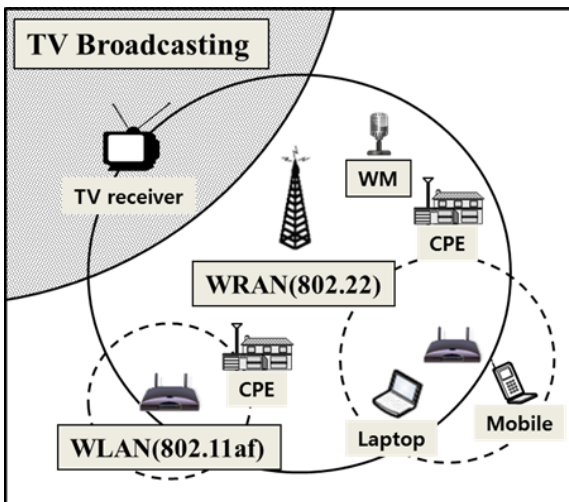 TV Broadcasting
TV receiver
WM
CPE
WRAN(802.22)
CPE
WLAN(802.11af)
Laptop
Mobile